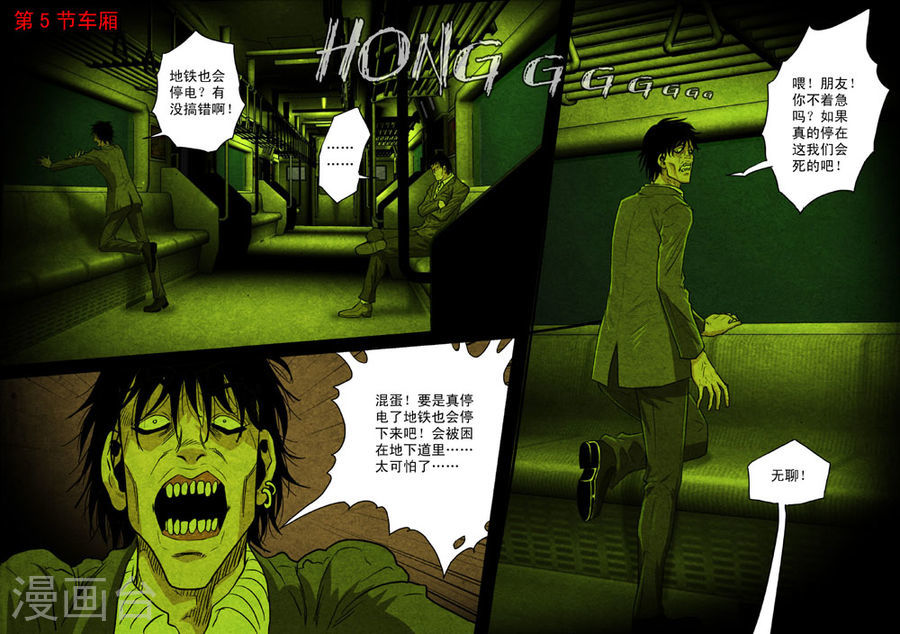 第 5 节车厢
HONG G G G G G G
地铁也会
停电？有
没搞错啊！
……
……
混蛋！要是真停
电了地铁也会停
下来吧！会被困
在地下道里……
太可怕了……
喂！朋友！
你不着急
吗？如果
真的停在
这我们会
死的吧！
无聊！
漫画台